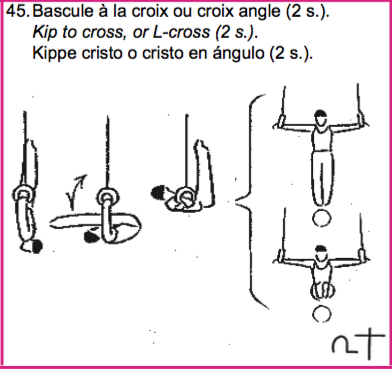 45. Bascule à la croix ou croix angle (2 s.).
Kip to cross, or L-cross (2 s.).
Kippe cristo o cristo en ángulo (2 s.).